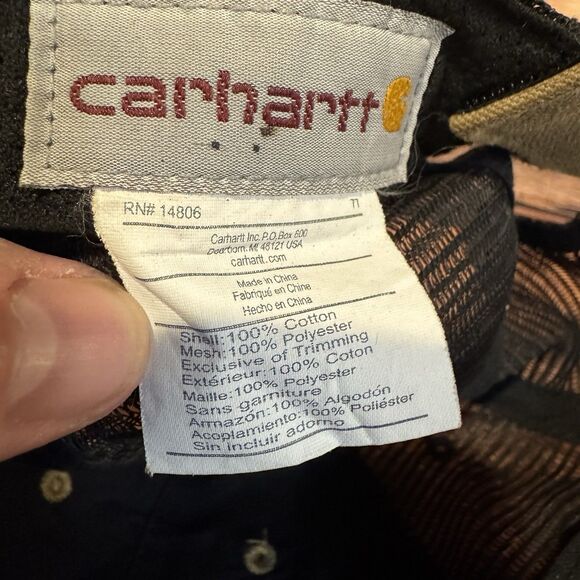 carhartt
RN# 14806 TI
Carhartt Inc. P.O. Box 600
Dearborn, MI 48121 USA
carhartt.com
Made in China
Fabriqué en Chine
Hecho en China
Shell: 100% Cotton
Mesh: 100% Polyester
Exclusive of Trimming
Extérieur: 100% Coton
Maille: 100% Polyester
Sans garniture
Armazón: 100% Algodón
Acoplamiento: 100% Poliéster
Sin incluir adorno